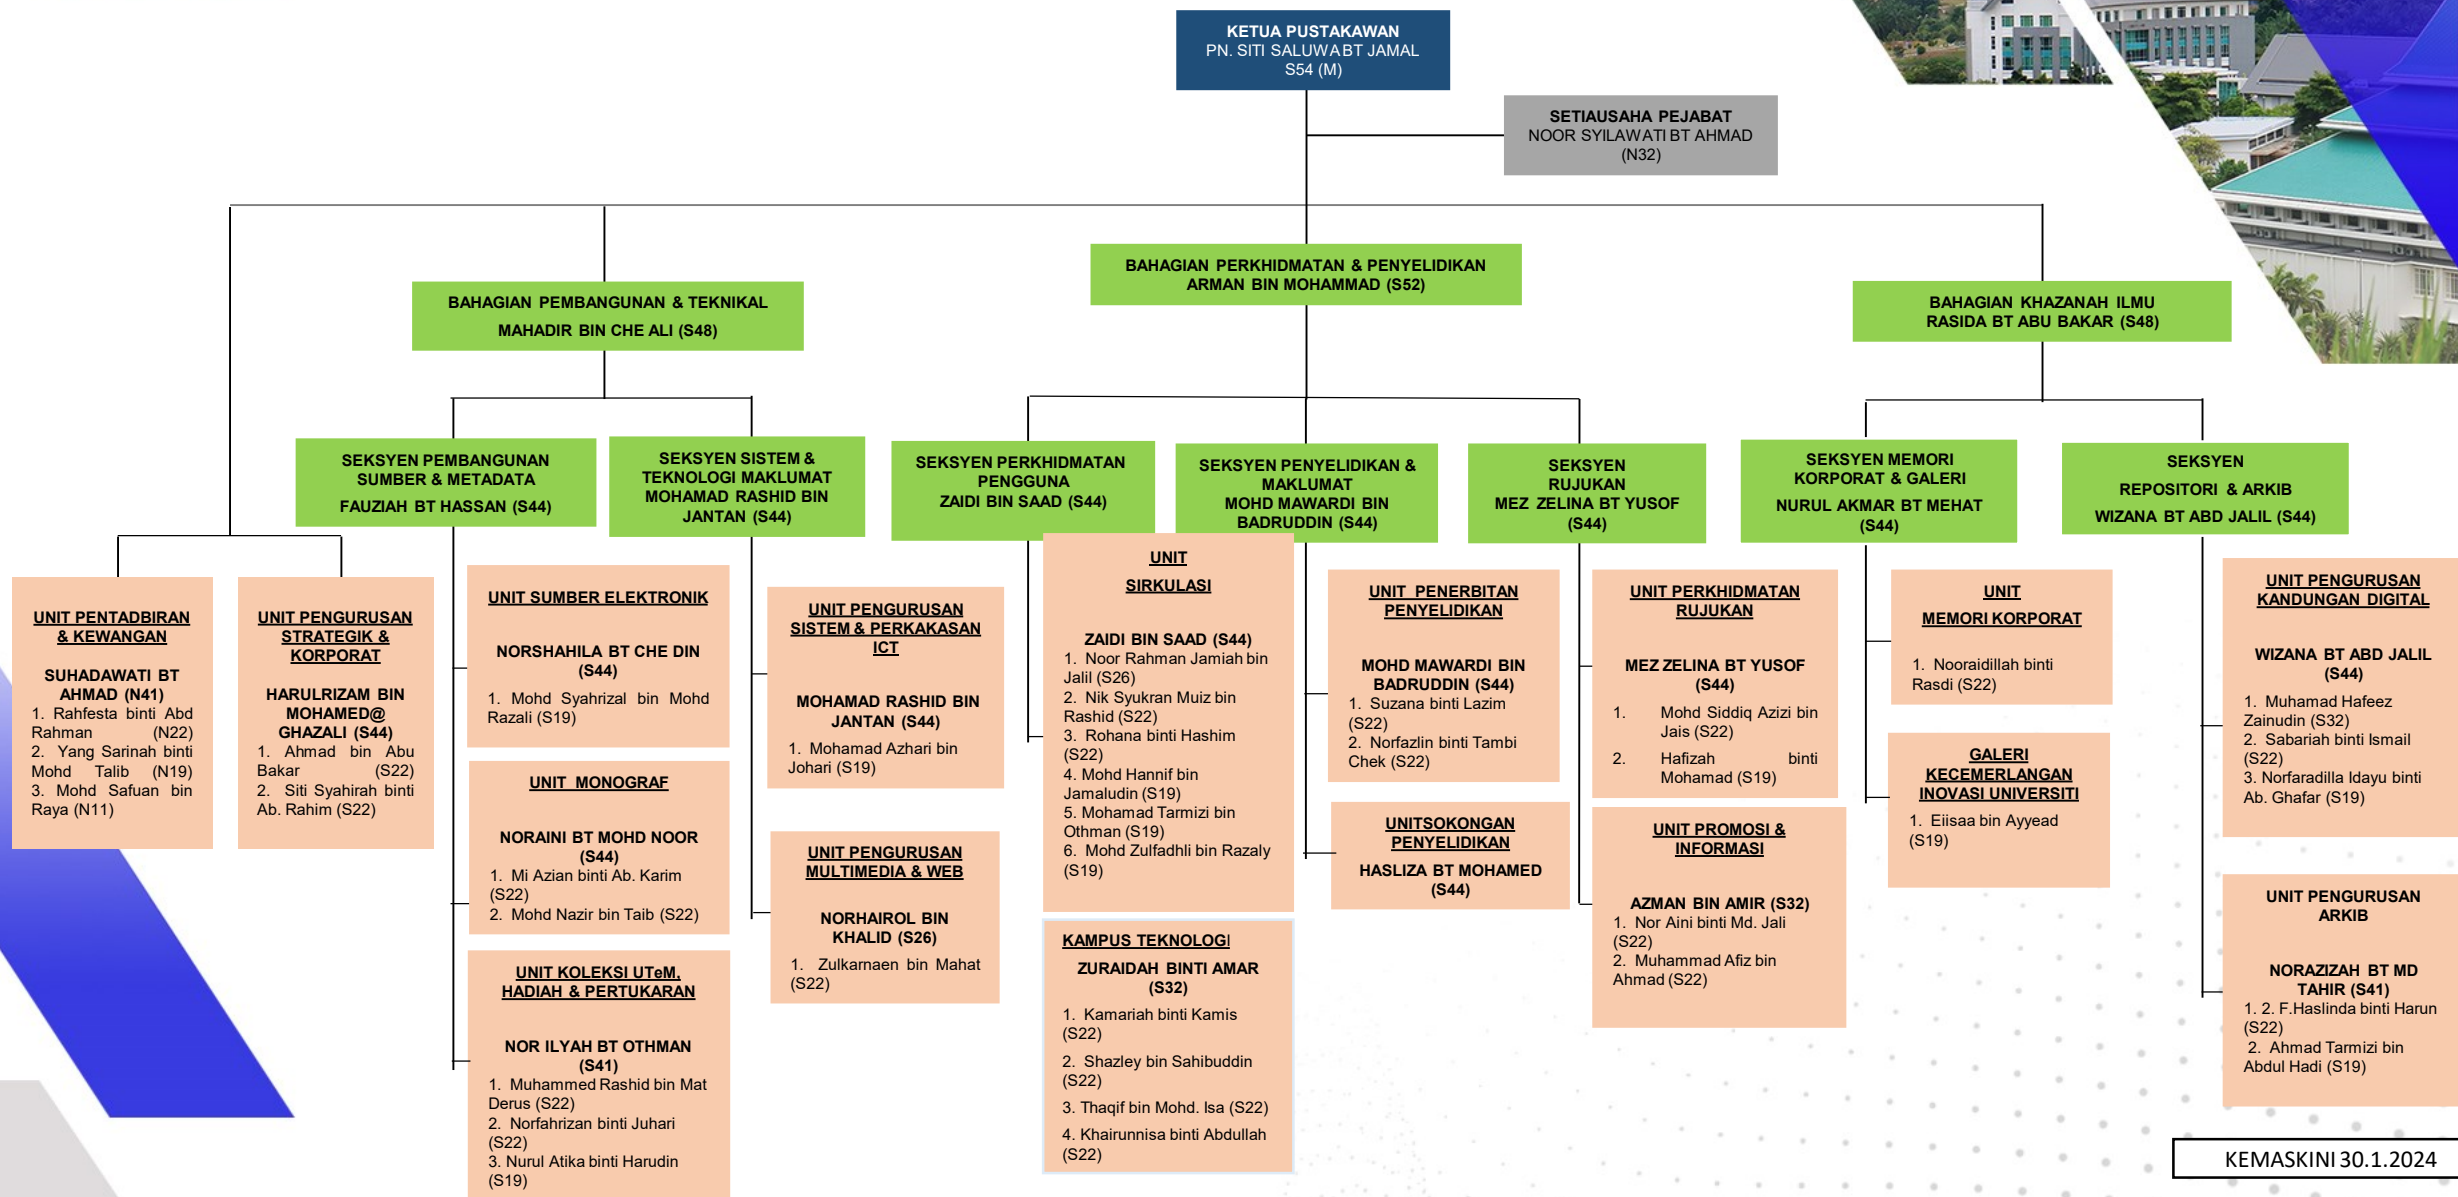 KETUA PUSTAKAWAN
PN. SITI SALUWA BT JAMAL
S54 (M)
SETIAUSAHA PEJABAT
NOOR SYILAWATI BT AHMAD
(N32)
BAHAGIAN PEMBANGUNAN & TEKNIKAL
MAHADIR BIN CHE ALI (S48)
BAHAGIAN PERKHIDMATAN & PENYELIDIKAN
ARMAN BIN MOHAMMAD (S52)
BAHAGIAN KHAZANAH ILMU
RASIDA BT ABU BAKAR (S48)
SEKSYEN PEMBANGUNAN
SUMBER & METADATA
FAUZIAH BT HASSAN (S44)
SEKSYEN SISTEM &
TEKNOLOGI MAKLUMAT
MOHAMAD RASHID BIN
JANTAN (S44)
SEKSYEN PERKHIDMATAN
PENGGUNA
ZAIDI BIN SAAD (S44)
SEKSYEN PENYELIDIKAN &
MAKLUMAT
MOHD MAWARDI BIN
BADRUDDIN (S44)
SEKSYEN
RUJUKAN
MEZ ZELINA BT YUSOF
(S44)
SEKSYEN MEMORI
KORPORAT & GALERI
NURUL AKMAR BT MEHAT
(S44)
SEKSYEN
REPOSITORI & ARKIB
WIZANA BT ABD JALIL (S44)
UNIT PENTADBIRAN
& KEWANGAN
SUHADAWATI BT
AHMAD (N41)
1. Rahfesta binti Abd
Rahman (N22)
2. Yang Sarinah binti
Mohd Talib (N19)
3. Mohd Safuan bin
Raya (N11)
UNIT PENGURUSAN
STRATEGIK &
KORPORAT
HARULRIZAM BIN
MOHAMED@
GHAZALI (S44)
1. Ahmad bin Abu
Bakar (S22)
2. Siti Syahirah binti
Ab. Rahim (S22)
UNIT SUMBER ELEKTRONIK
NORSHAHILA BT CHE DIN
(S44)
1. Mohd Syahrizal bin Mohd
Razali (S19)
UNIT MONOGRAF
NORAINI BT MOHD NOOR
(S44)
1. Mi Azian binti Ab. Karim
(S22)
2. Mohd Nazir bin Taib (S22)
UNIT KOLEKSI UTeM,
HADIAH & PERTUKARAN
NOR ILYAH BT OTHMAN
(S41)
1. Muhammed Rashid bin Mat
Derus (S22)
2. Norfahrizan binti Juhari
(S22)
3. Nurul Atika binti Harudin
(S19)
UNIT PENGURUSAN
SISTEM & PERKAKASAN
ICT
MOHAMAD RASHID BIN
JANTAN (S44)
1. Mohamad Azhari bin
Johari (S19)
UNIT PENGURUSAN
MULTIMEDIA & WEB
NORHAIROL BIN
KHALID (S26)
1. Zulkarnaen bin Mahat
(S22)
UNIT
SIRKULASI
ZAIDI BIN SAAD (S44)
1. Noor Rahman Jamiah bin
Jalil (S26)
2. Nik Syukran Muiz bin
Rashid (S22)
3. Rohana binti Hashim
(S22)
4. Mohd Hannif bin
Jamaludin (S19)
5. Mohamad Tarmizi bin
Othman (S19)
6. Mohd Zulfadhli bin Razaly
(S19)
KAMPUS TEKNOLOGI
ZURAIDAH BINTI AMAR
(S32)
1. Kamariah binti Kamis
(S22)
2. Shazley bin Sahibuddin
(S22)
3. Thaqif bin Mohd. Isa (S22)
4. Khairunnisa binti Abdullah
(S22)
UNIT PENERBITAN
PENYELIDIKAN
MOHD MAWARDI BIN
BADRUDDIN (S44)
1. Suzana binti Lazim
(S22)
2. Norfazlin binti Tambi
Chek (S22)
UNITSOKONGAN
PENYELIDIKAN
HASLIZA BT MOHAMED
(S44)
UNIT PERKHIDMATAN
RUJUKAN
MEZ ZELINA BT YUSOF
(S44)
1. Mohd Siddiq Azizi bin
Jais (S22)
2. Hafizah binti
Mohamad (S19)
UNIT PROMOSI &
INFORMASI
AZMAN BIN AMIR (S32)
1. Nor Aini binti Md. Jali
(S22)
2. Muhammad Afiz bin
Ahmad (S22)
UNIT
MEMORI KORPORAT
1. Nooraidillah binti
Rasdi (S22)
GALERI
KECEMERLANGAN
INOVASI UNIVERSITI
1. Eiisaa bin Ayyead
(S19)
UNIT PENGURUSAN
KANDUNGAN DIGITAL
WIZANA BT ABD JALIL
(S44)
1. Muhamad Hafeez
Zainudin (S32)
2. Sabariah binti Ismail
(S22)
3. Norfaradilla Idayu binti
Ab. Ghafar (S19)
UNIT PENGURUSAN
ARKIB
NORAZIZAH BT MD
TAHIR (S41)
1. 2. F.Haslinda binti Harun
(S22)
2. Ahmad Tarmizi bin
Abdul Hadi (S19)
KEMASKINI 30.1.2024